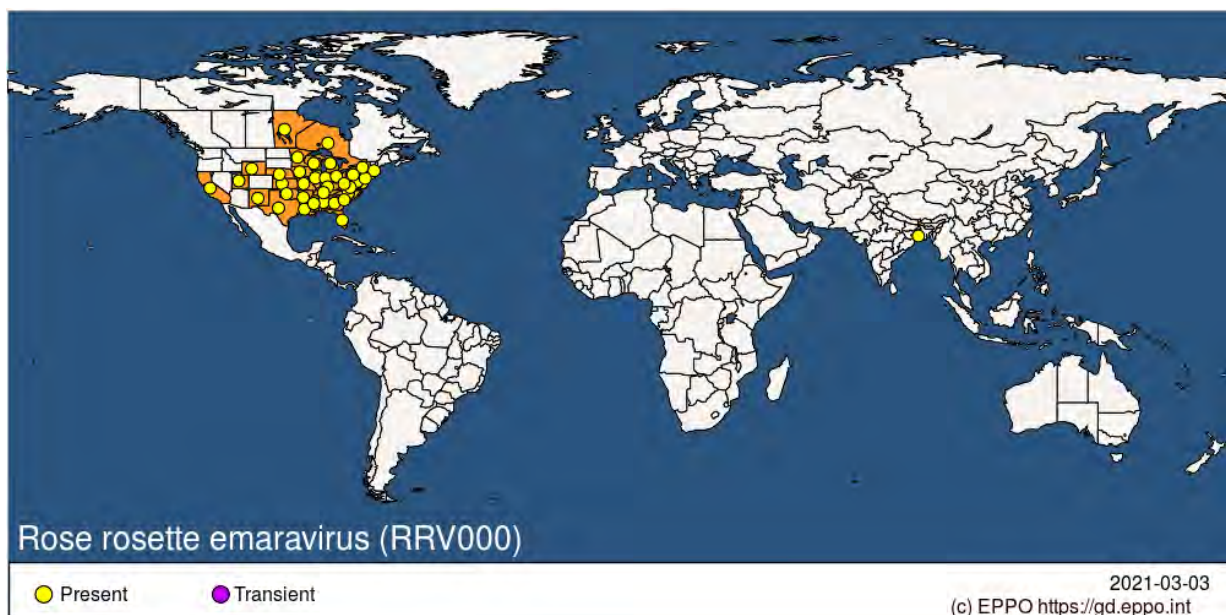 Rose rosette emaravirus (RRV000)
Present
Transient
2021-03-03
(c) EPPO https://gd.eppo.int